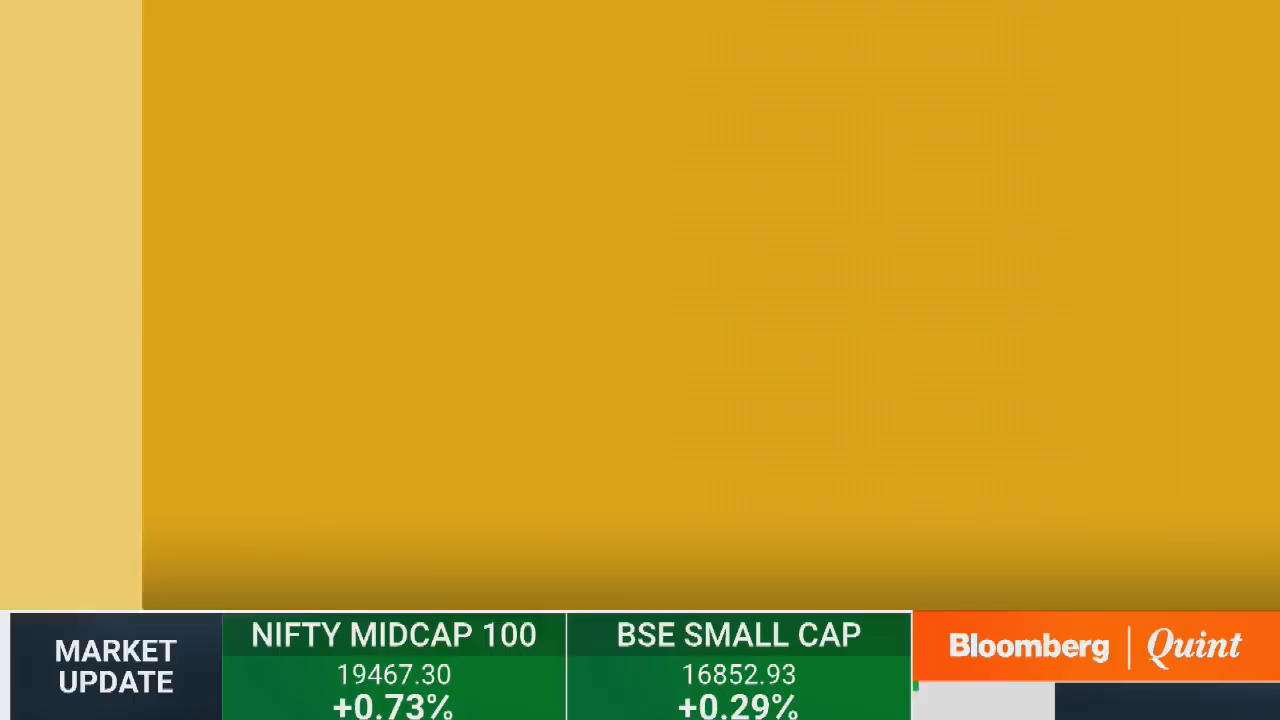 MARKET
UPDATE
NIFTY MIDCAP 100
19467.30
+0.73%
BSE SMALL CAP
16852.93
+0.29%
Bloomberg | Quint